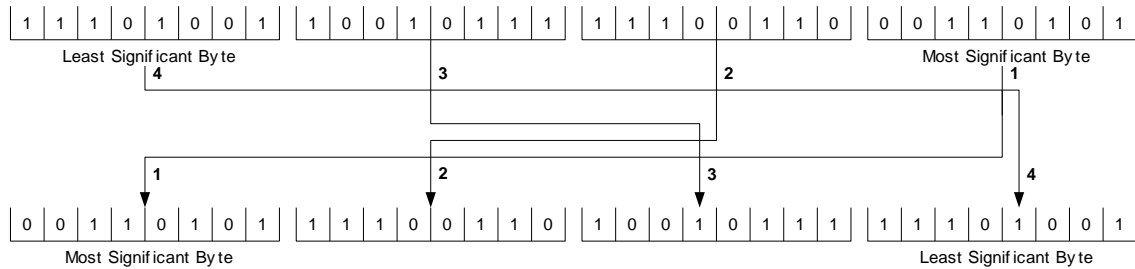 1 1 1 0 1 0 0 1 1 0 0 1 0 1 1 1 1 1 1 0 0 1 1 0 0 0 1 1 0 1 0 1
Least Significant Byte Most Significant Byte
4 3 2 1
1 2 3 4
0 0 1 1 0 1 0 1 1 1 1 0 0 1 1 0 1 0 0 1 0 1 1 1 1 1 1 0 1 0 0 1
Most Significant Byte Least Significant Byte